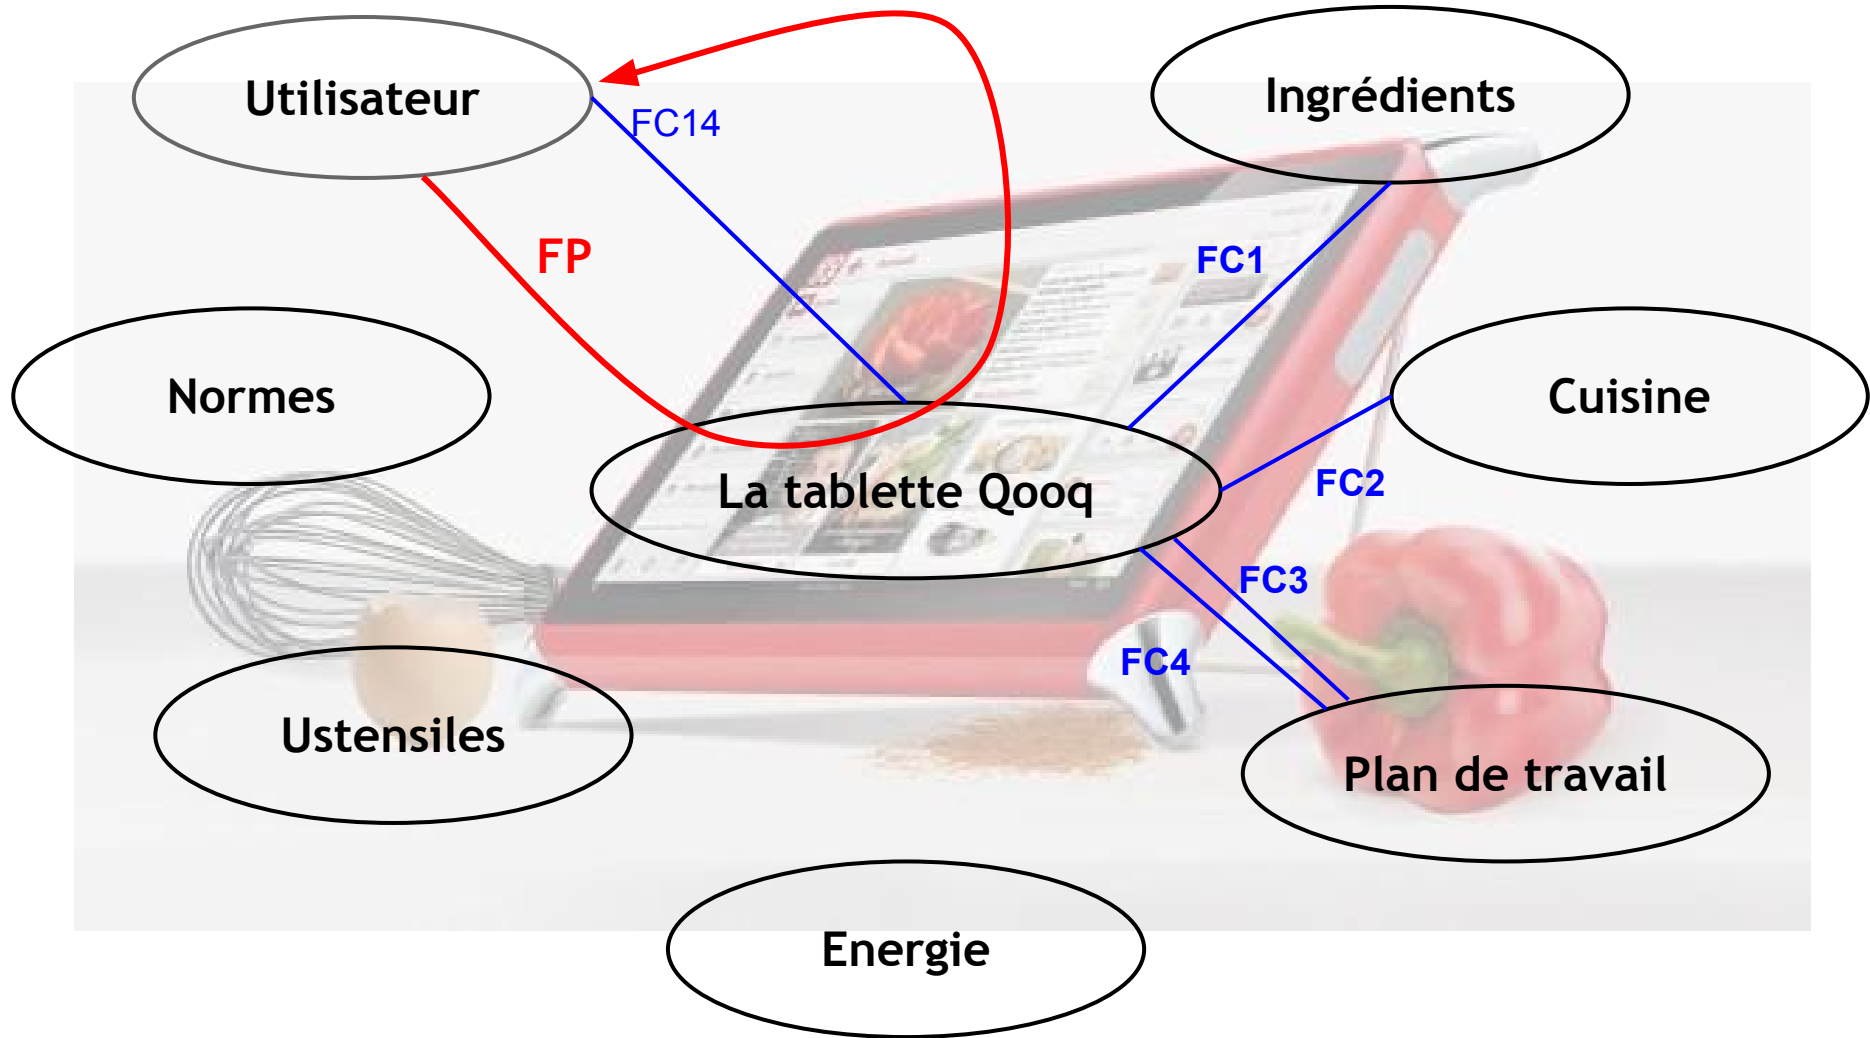 Utilisateur
Ingrédients
FC14
FP
FC1
Normes
Cuisine
La tablette Qooq
FC2
FC3
FC4
Ustensiles
Plan de travail
Energie